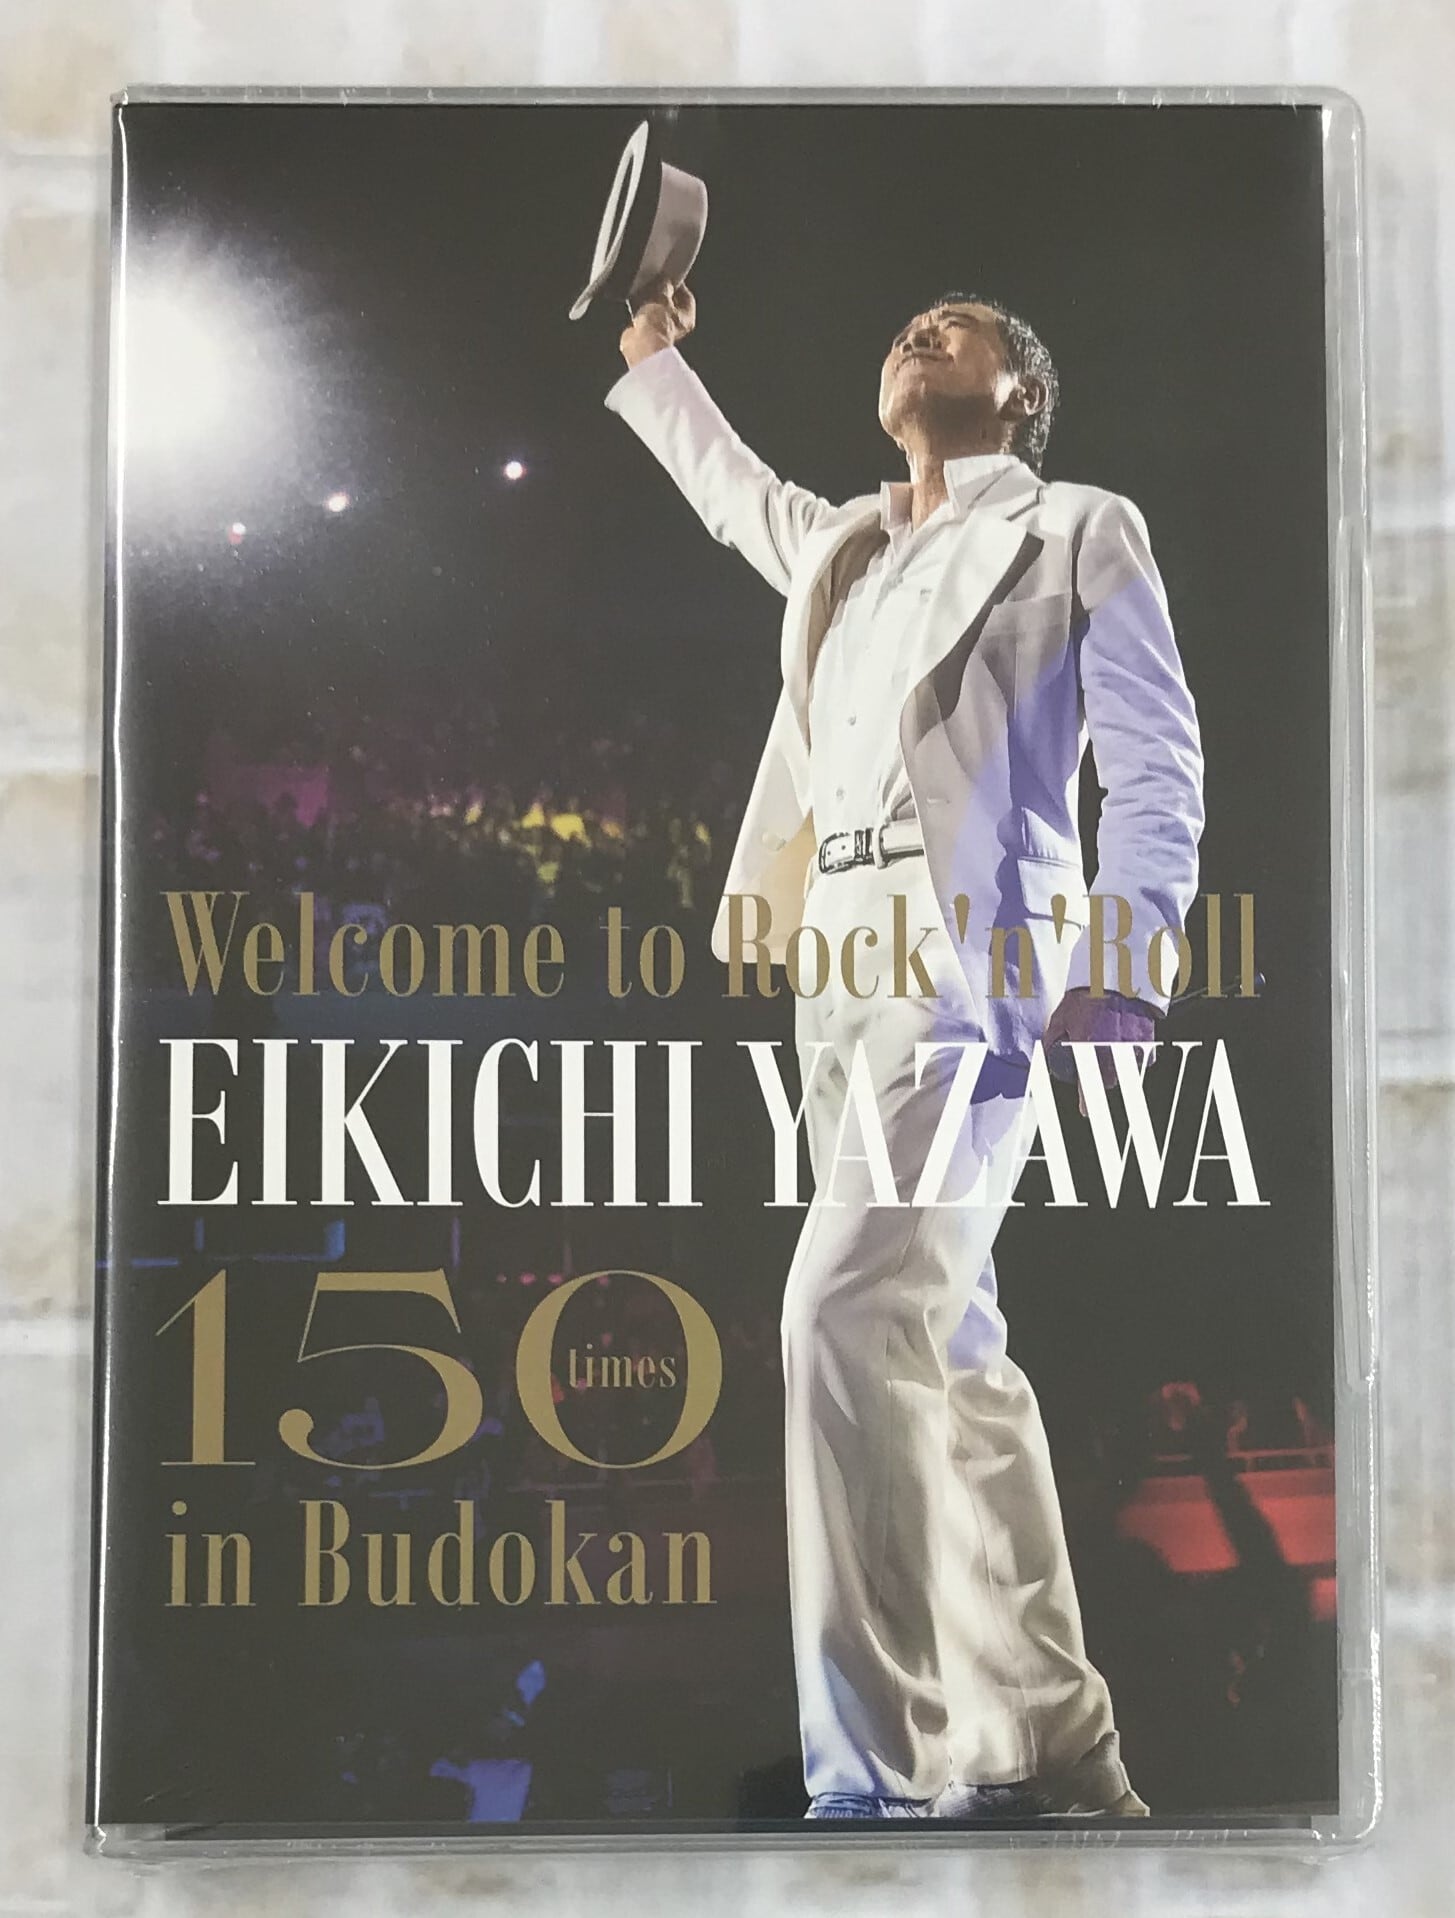 Welcome to Rock'n'Roll
EIKICHI YAZAWA
150
times
in Budokan